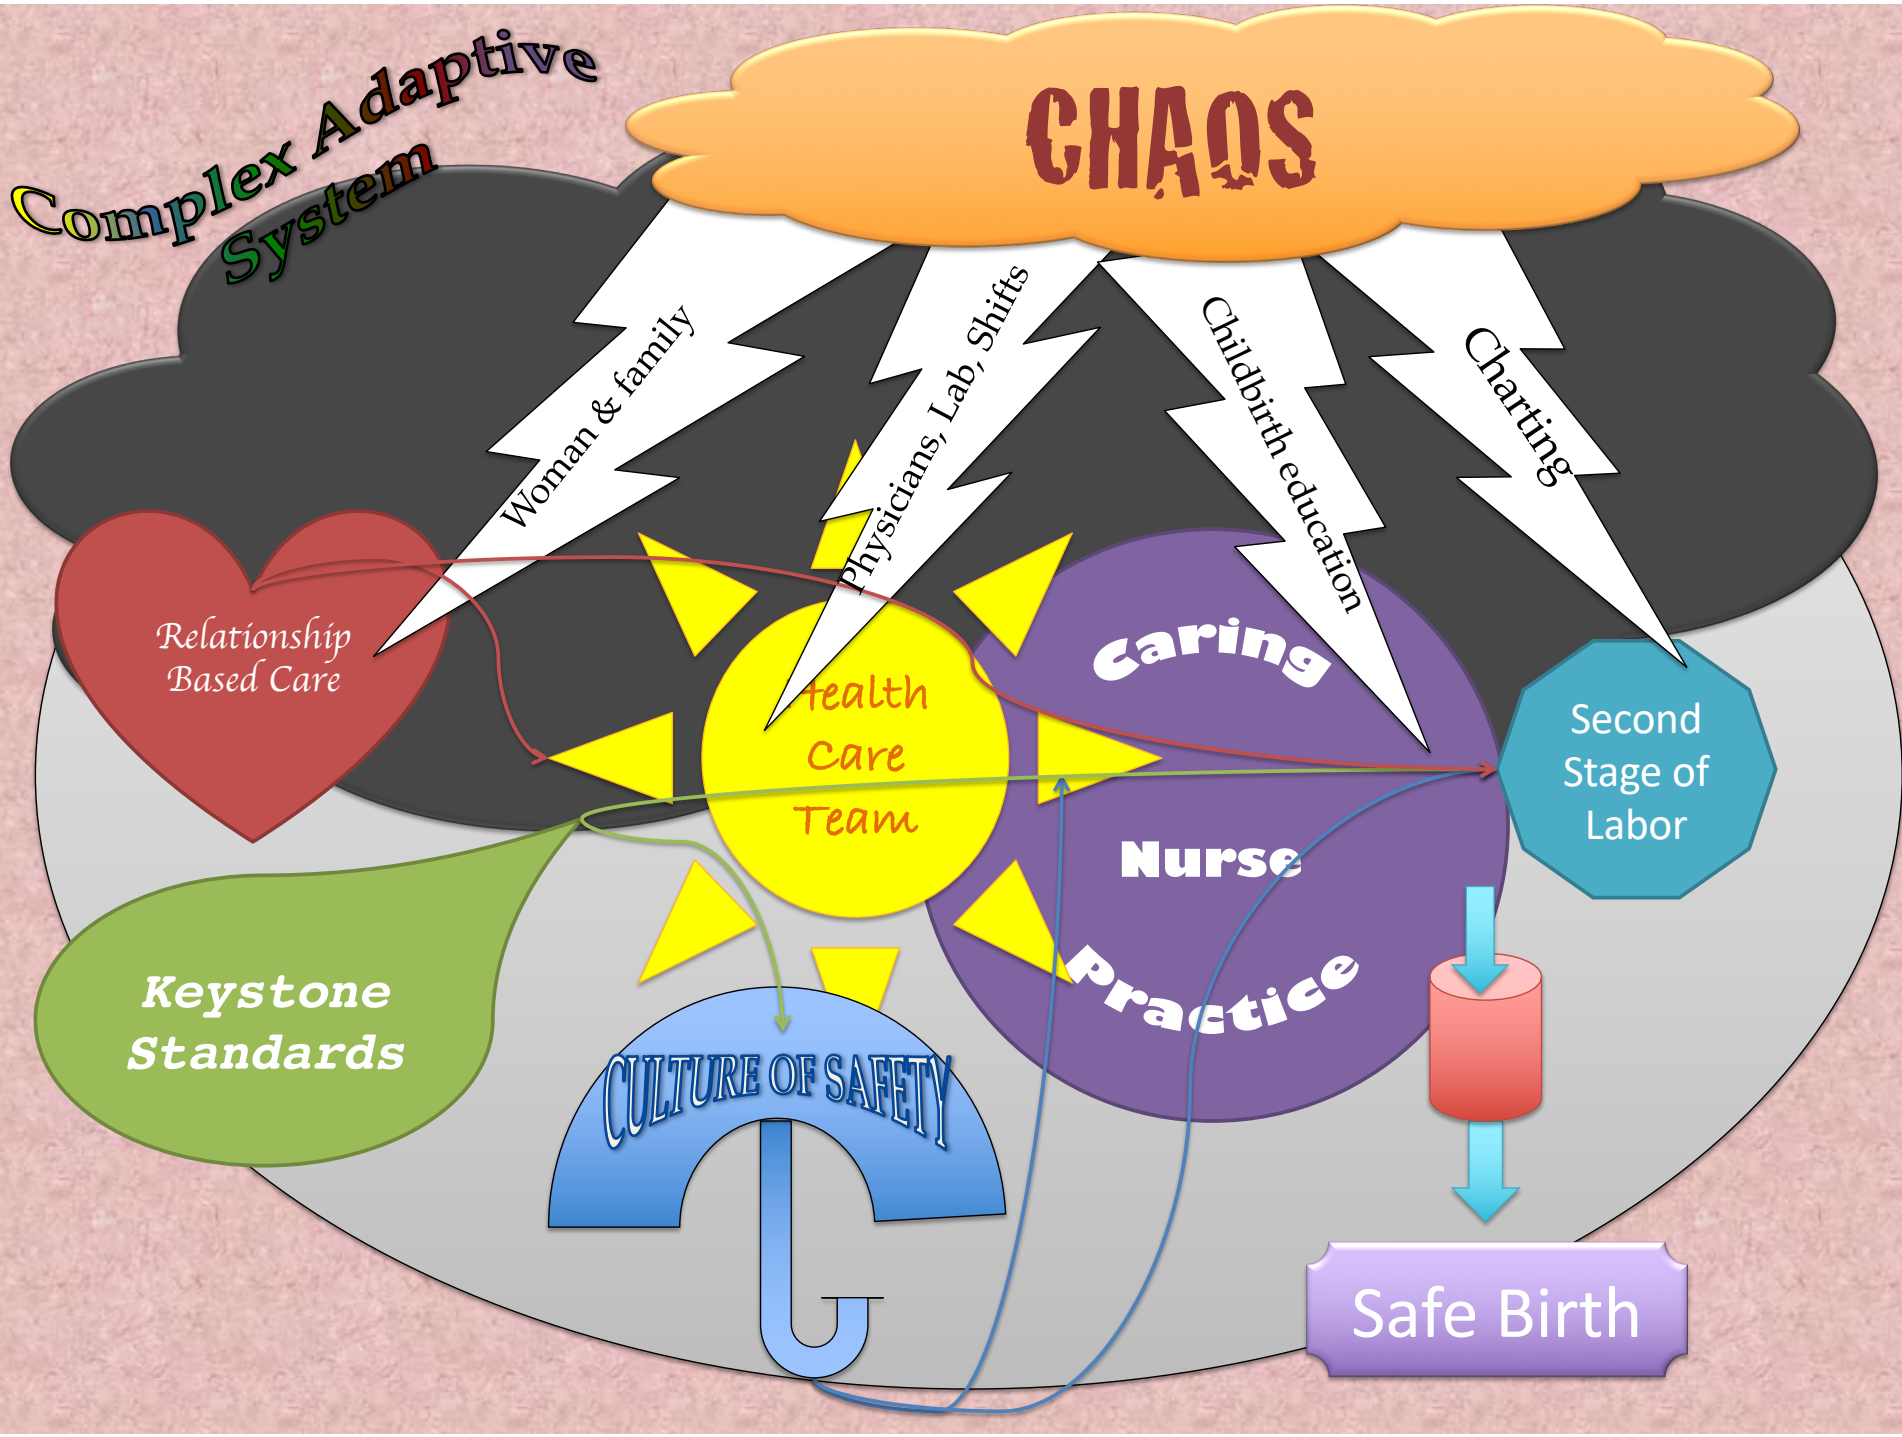 Complex Adaptive
System
CHAOS
Woman & family
Physicians, Lab, Shifts
Childbirth education
Charting
Relationship
Based Care
Health
Care
Team
Caring
Nurse
Practice
Second
Stage of
Labor
Keystone
Standards
CULTURE OF SAFETY
Safe Birth